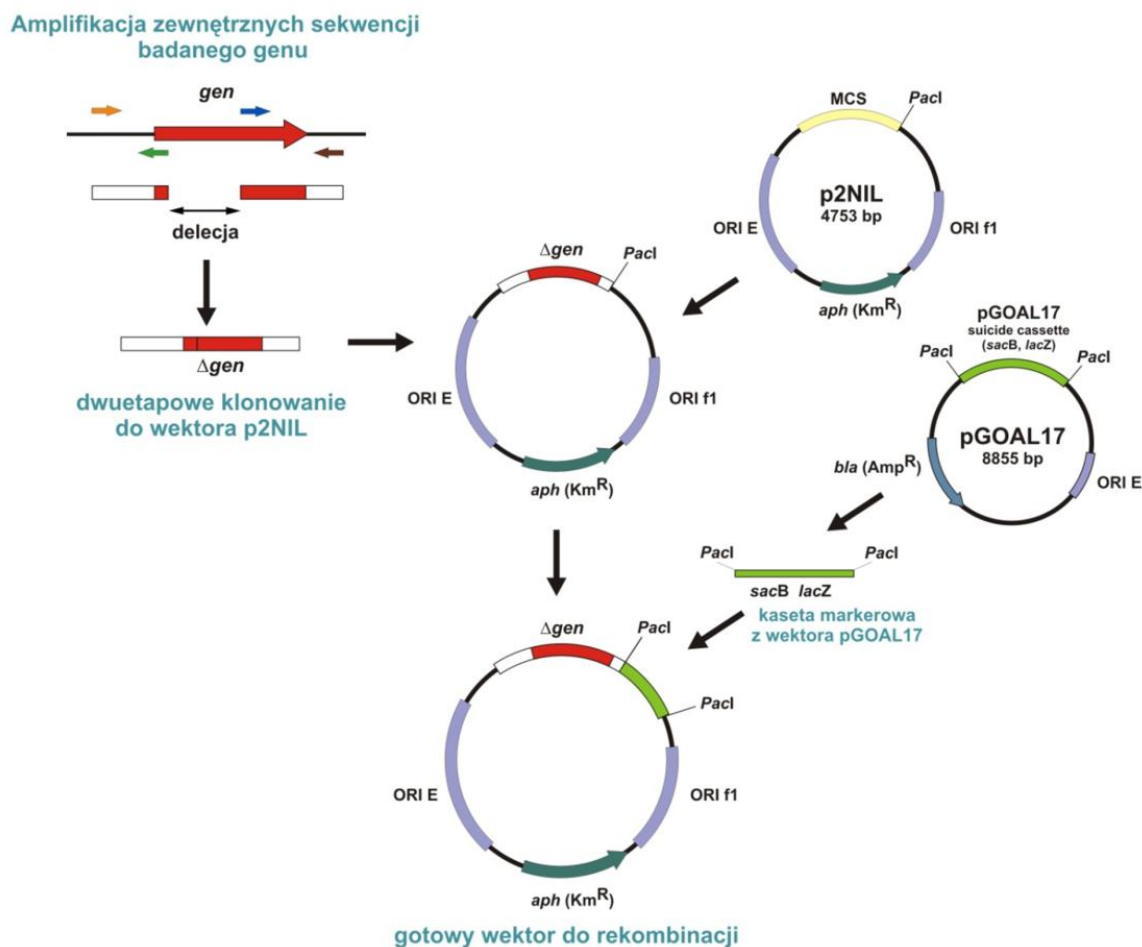 Amplifikacja zewnętrznych sekwencji
badanego genu
gen
delecja
Δgen
dwuetapowe klonowanie
do wektora p2NIL
MCS
PacI
p2NIL
4753 bp
ORI E
ORI f1
aph (KmR)
Δgen
PacI
ORI E
ORI f1
aph (KmR)
pGOAL17
suicide cassette
(sacB, lacZ)
PacI
PacI
pGOAL17
8855 bp
bla (AmpR)
ORI E
PacI
PacI
sacB lacZ
kaseta markerowa
z wektora pGOAL17
Δgen
PacI
PacI
ORI E
ORI f1
aph (KmR)
gotowy wektor do rekombinacji